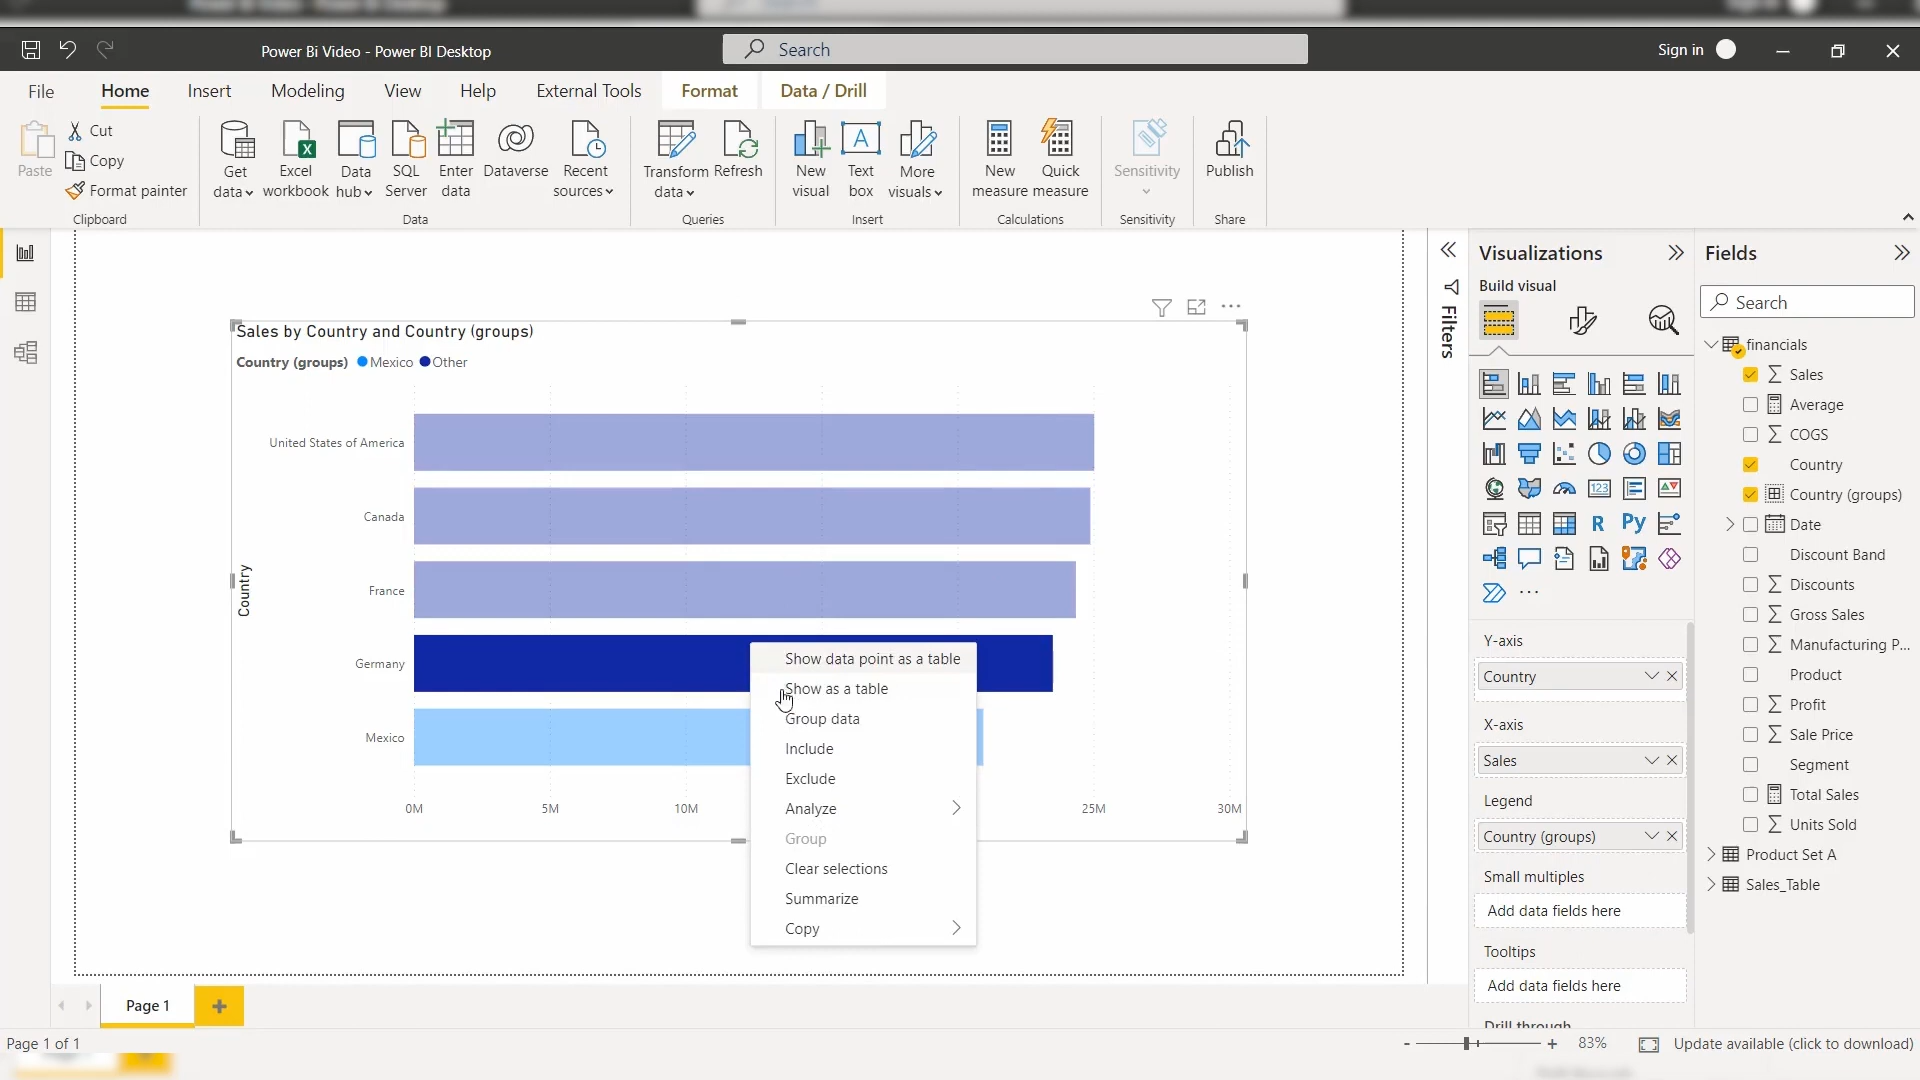 Power Bi Video - Power BI Desktop
Search
Sign in
File
Home
Insert
Modeling
View
Help
External Tools
Format
Data / Drill
Paste
Cut
Copy
Format painter
Clipboard
Get data
Excel workbook
Data hub
SQL Server
Enter data
Dataverse
Recent sources
Data
Transform data
Refresh
Queries
New visual
Text box
More visuals
Insert
New measure
Quick measure
Calculations
Sensitivity
Sensitivity
Publish
Share
Sales by Country and Country (groups)
Country (groups) Mexico Other
Country
United States of America
Canada
France
Germany
Mexico
0M
5M
10M
25M
30M
Show data point as a table
Show as a table
Group data
Include
Exclude
Analyze
Group
Clear selections
Summarize
Copy
Filters
Visualizations
Build visual
123
R
Py
Y-axis
Country
X-axis
Sales
Legend
Country (groups)
Small multiples
Add data fields here
Tooltips
Add data fields here
Drill through
Fields
Search
financials
Sales
Average
COGS
Country
Country (groups)
Date
Discount Band
Discounts
Gross Sales
Manufacturing P...
Product
Profit
Sale Price
Segment
Total Sales
Units Sold
Product Set A
Sales_Table
Page 1
Page 1 of 1
83%
Update available (click to download)